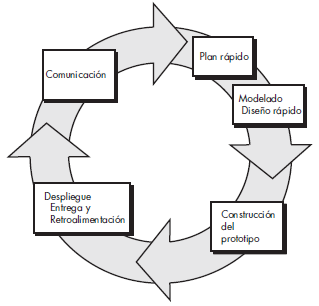 Comunicación
Plan rápido
Modelado
Diseño rápido
Construcción
del
prototipo
Despliegue
Entrega y
Retroalimentación